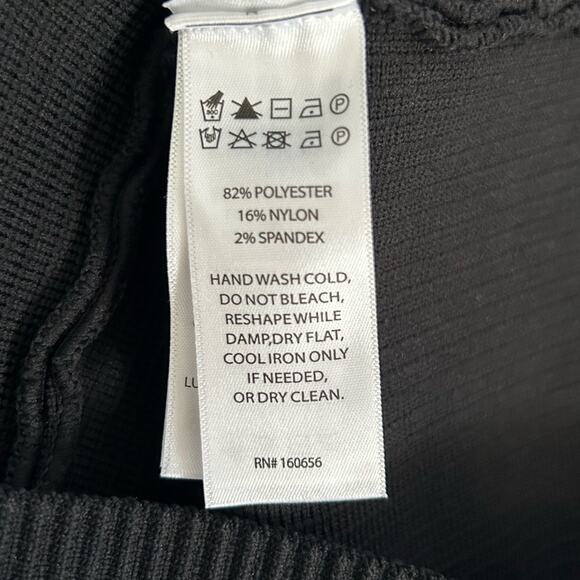 82% POLYESTER
16% NYLON
2% SPANDEX
HAND WASH COLD,
DO NOT BLEACH,
RESHAPE WHILE
DAMP,DRY FLAT,
COOL IRON ONLY
IF NEEDED,
OR DRY CLEAN.
LU
RN# 160656